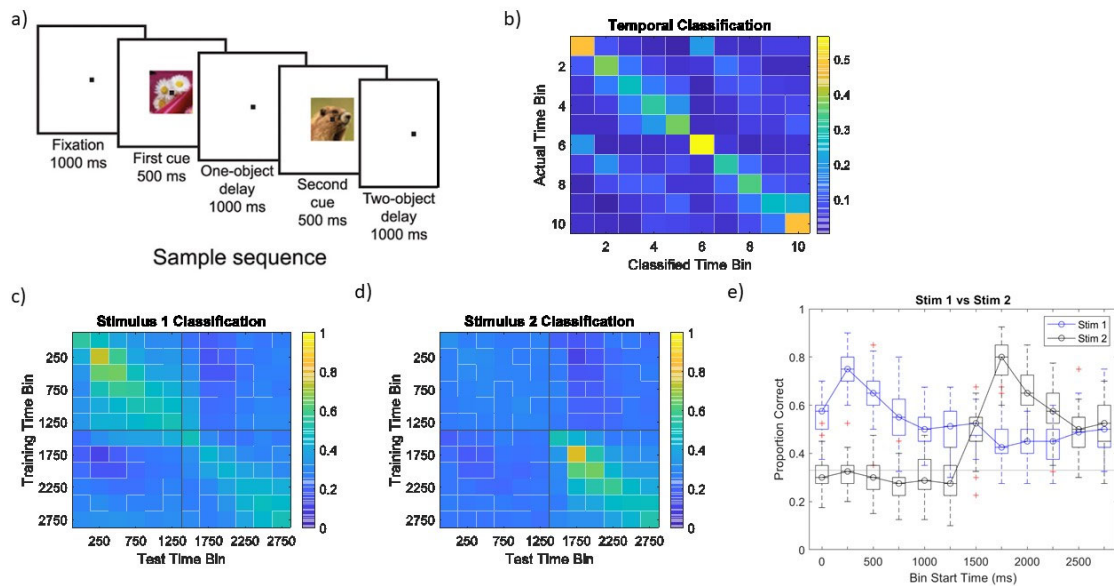 a)
Fixation
1000 ms
First cue
500 ms
One-object
delay
1000 ms
Second
cue
500 ms
Two-object
delay
1000 ms
Sample sequence
b)
Temporal Classification
Actual Time Bin
2
4
6
8
10
2 4 6 8 10
Classified Time Bin
0.5
0.4
0.3
0.2
0.1
c)
Stimulus 1 Classification
Training Time Bin
250
750
1250
1750
2250
2750
250 750 1250 1750 2250 2750
Test Time Bin
1
0.8
0.6
0.4
0.2
0
d)
Stimulus 2 Classification
Training Time Bin
250
750
1250
1750
2250
2750
250 750 1250 1750 2250 2750
Test Time Bin
1
0.8
0.6
0.4
0.2
0
e)
Stim 1 vs Stim 2
Stim 1
Stim 2
Proportion Correct
1
0.8
0.6
0.4
0.2
0
0 500 1000 1500 2000 2500
Bin Start Time (ms)